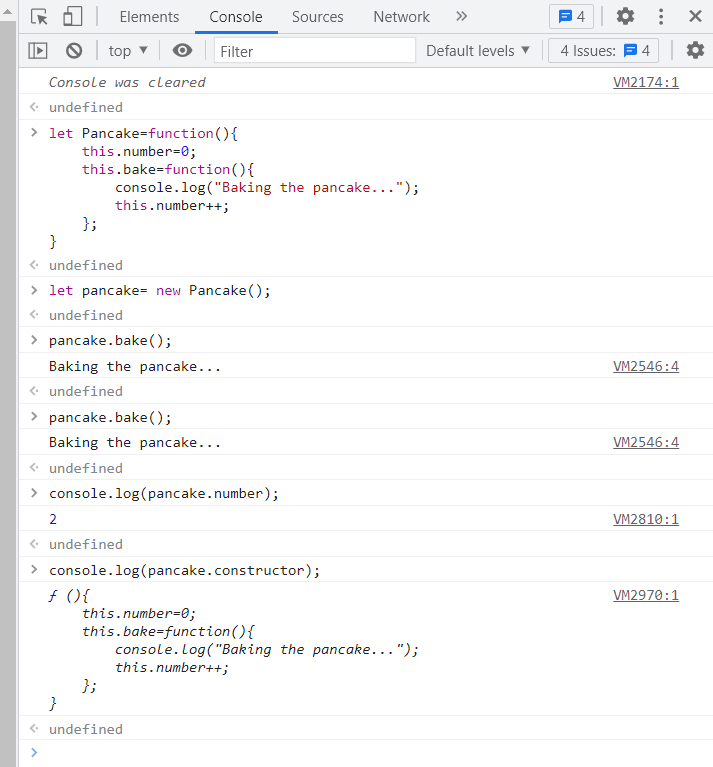 Elements Console Sources Network 4
top Filter Default levels 4 Issues: 4
Console was cleared VM2174:1
undefined
let Pancake=function(){
this.number=0;
this.bake=function(){
console.log("Baking the pancake...");
this.number++;
};
}
undefined
let pancake= new Pancake();
undefined
pancake.bake();
Baking the pancake... VM2546:4
undefined
pancake.bake();
Baking the pancake... VM2546:4
undefined
console.log(pancake.number);
2 VM2810:1
undefined
console.log(pancake.constructor);
ƒ (){ VM2970:1
this.number=0;
this.bake=function(){
console.log("Baking the pancake...");
this.number++;
};
}
undefined